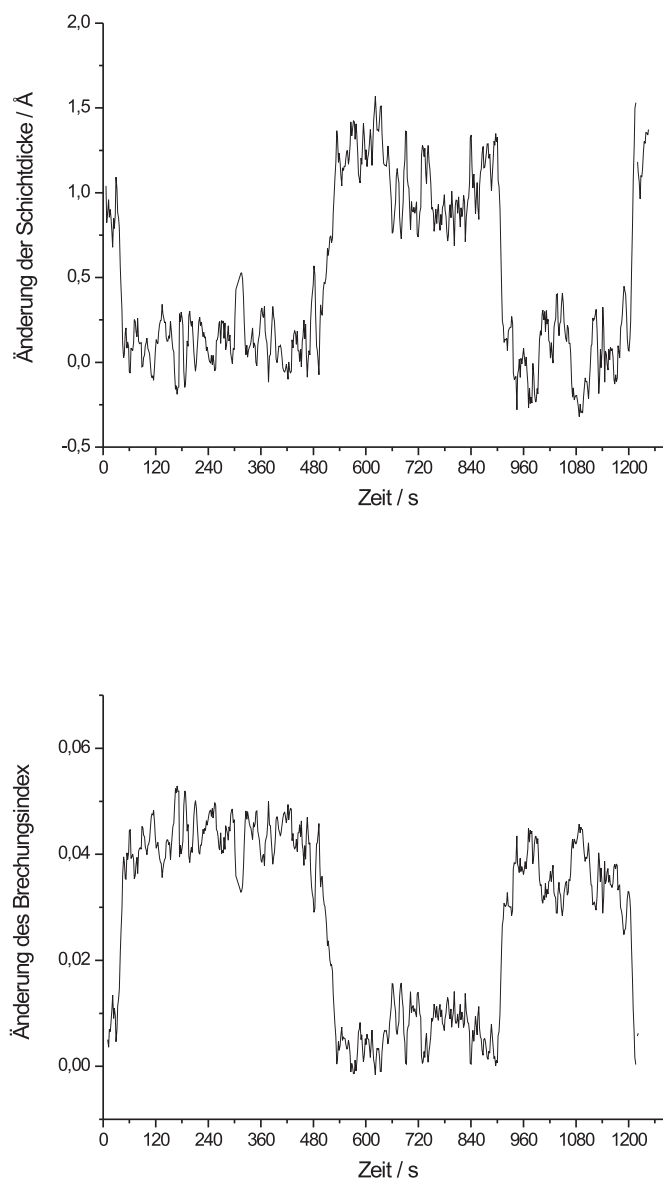 2,0
1,5
1,0
0,5
0,0
-0,5
Änderung der Schichtdicke / Å
0 120 240 360 480 600 720 840 960 1080 1200
Zeit / s
0,06
0,04
0,02
0,00
Änderung des Brechungsindex
0 120 240 360 480 600 720 840 960 1080 1200
Zeit / s